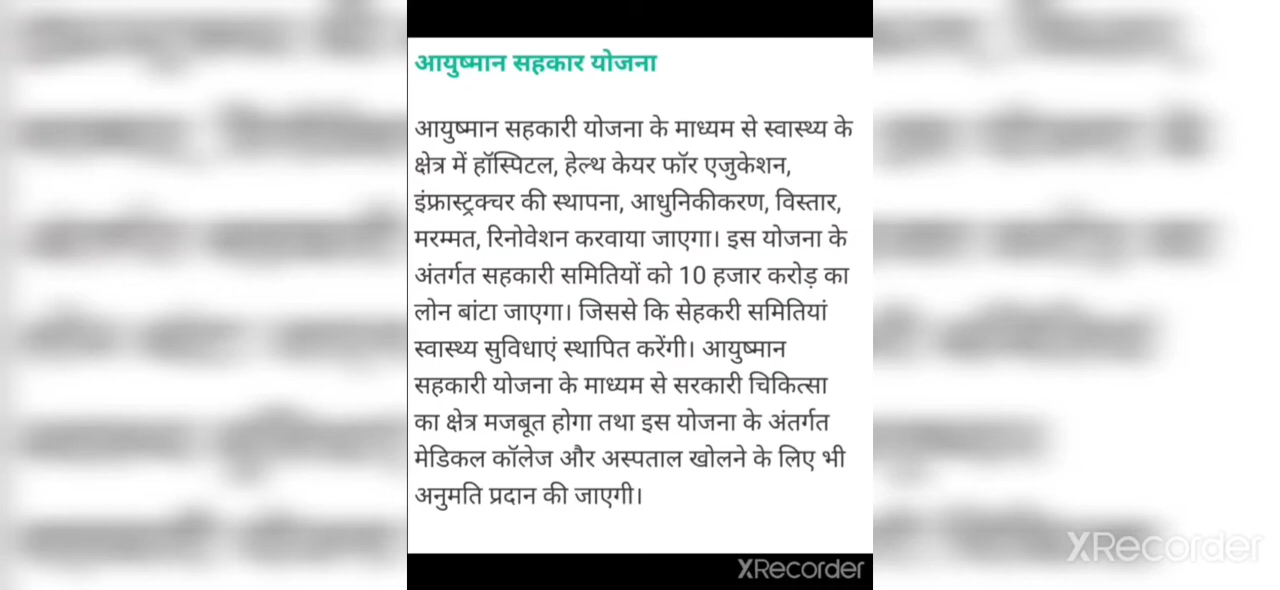 आयुष्मान सहकार योजना
आयुष्मान सहकारी योजना के माध्यम से स्वास्थ्य के
क्षेत्र में हॉस्पिटल, हेल्थ केयर फॉर एजुकेशन,
इंफ्रास्ट्रक्चर की स्थापना, आधुनिकीकरण, विस्तार,
मरम्मत, रिनोवेशन करवाया जाएगा। इस योजना के
अंतर्गत सहकारी समितियों को 10 हजार करोड़ का
लोन बांटा जाएगा। जिससे कि सेहकरी समितियां
स्वास्थ्य सुविधाएं स्थापित करेंगी। आयुष्मान
सहकारी योजना के माध्यम से सरकारी चिकित्सा
का क्षेत्र मजबूत होगा तथा इस योजना के अंतर्गत
मेडिकल कॉलेज और अस्पताल खोलने के लिए भी
अनुमति प्रदान की जाएगी।
XRecorder
XRecorder